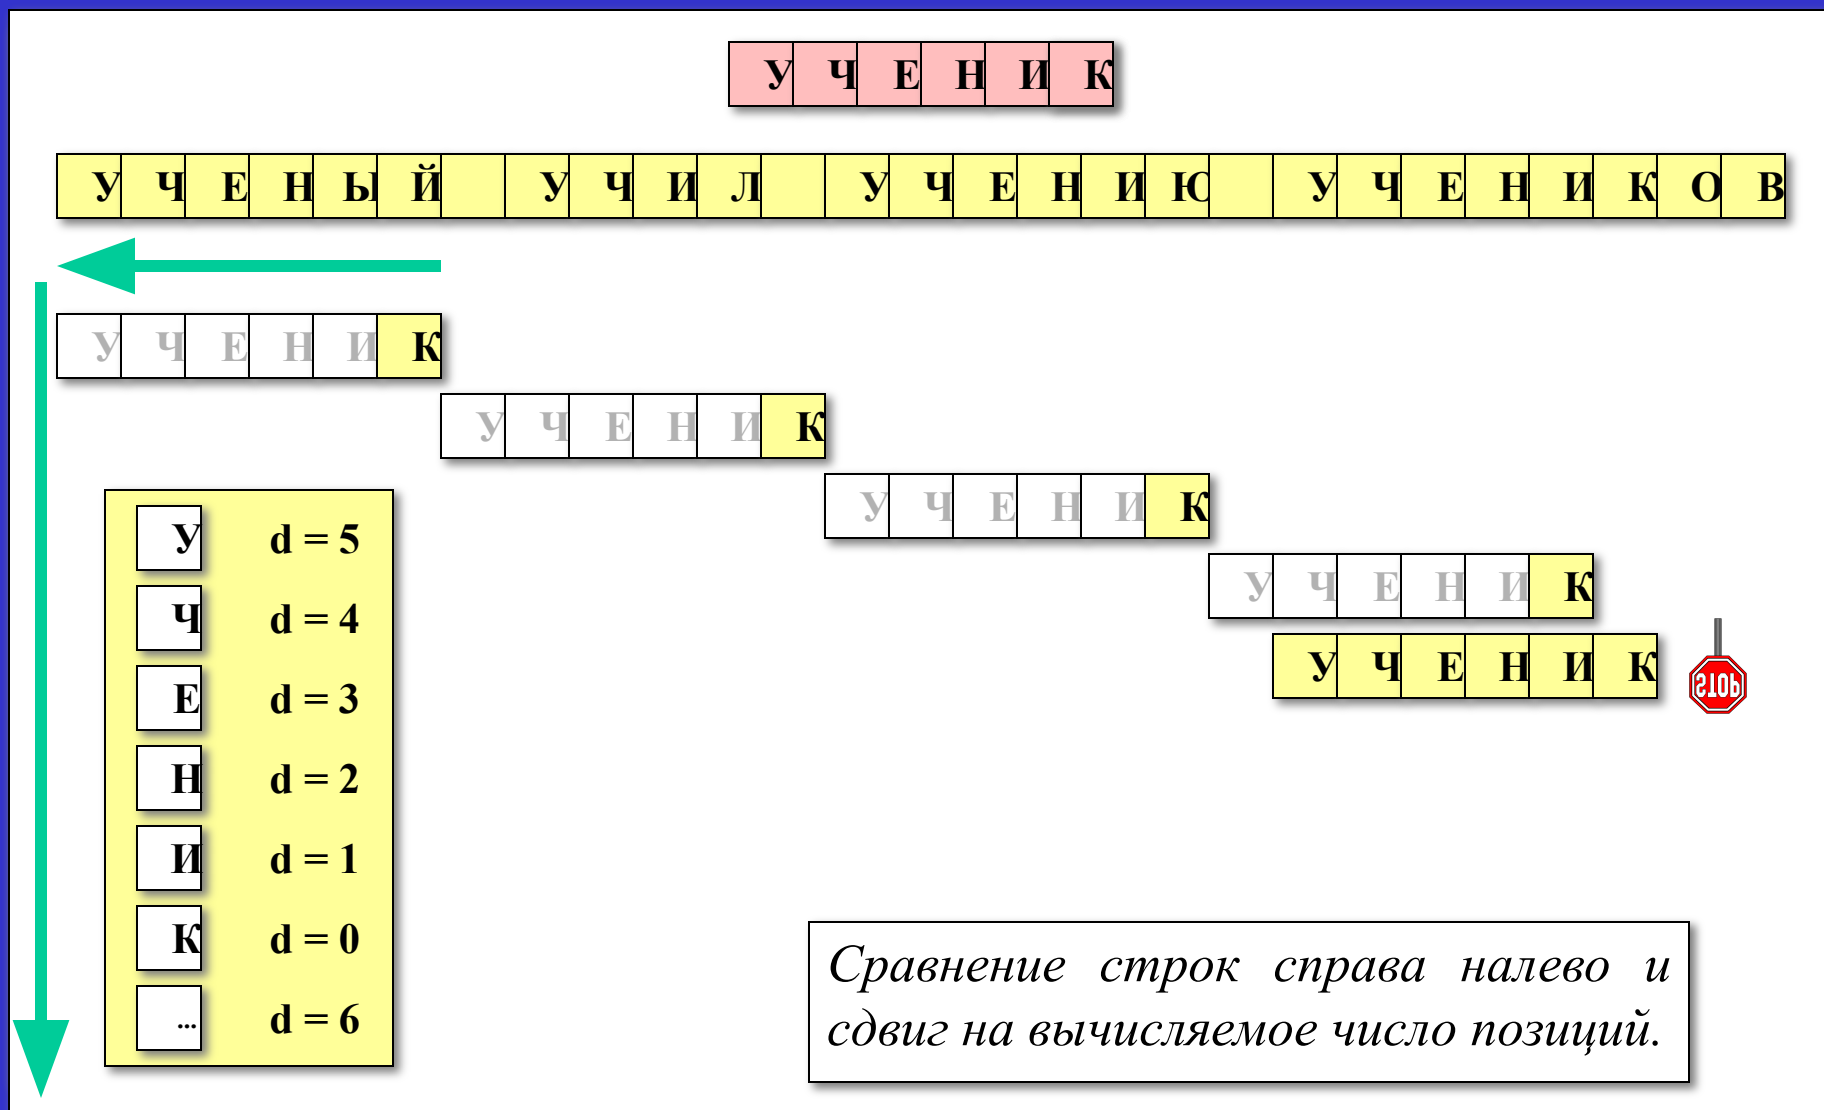 У Ч Е Н И К
У Ч Е Н Ы Й У Ч И Л У Ч Е Н И Ю У Ч Е Н И К О В
У Ч Е Н И К
У Ч Е Н И К
У Ч Е Н И К
У Ч Е Н И К
У Ч Е Н И К
STOP
У d = 5
Ч d = 4
Е d = 3
Н d = 2
И d = 1
К d = 0
... d = 6
Сравнение строк справа налево и
сдвиг на вычисляемое число позиций.